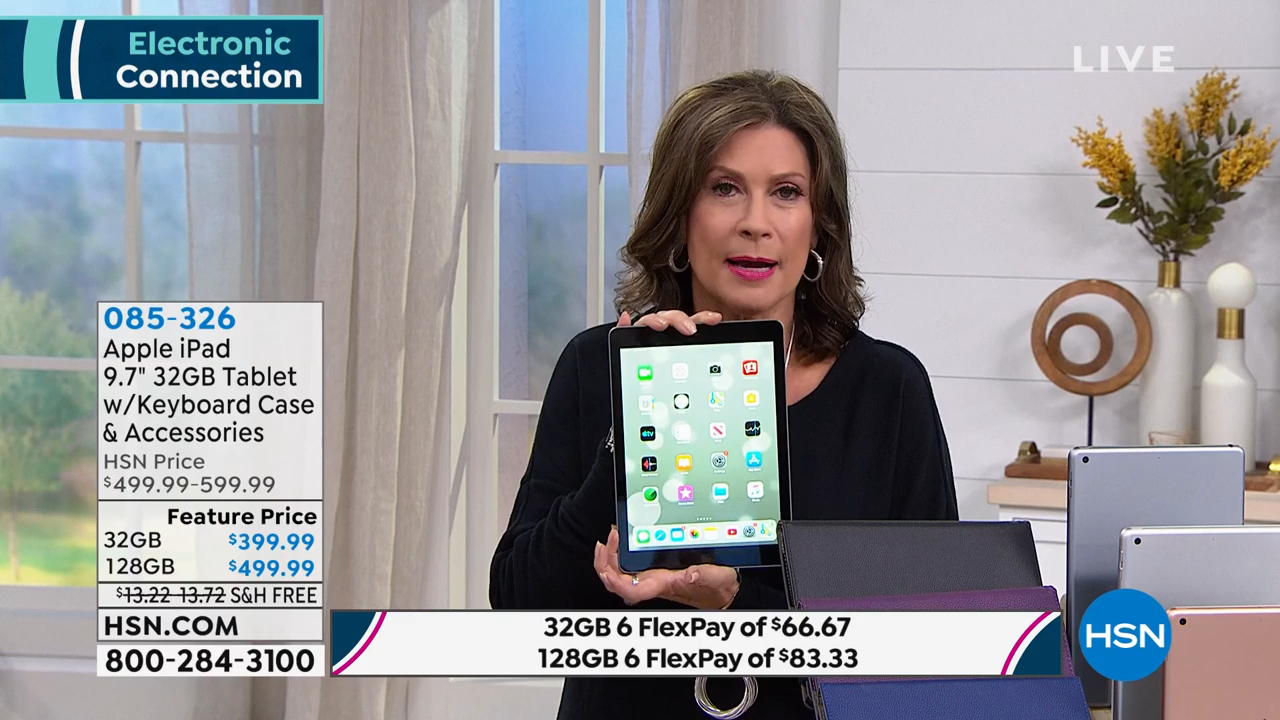 Electronic
Connection
LIVE
085-326
Apple iPad
9.7" 32GB Tablet
w/Keyboard Case
& Accessories
HSN Price
$499.99-599.99
Feature Price
32GB $399.99
128GB $499.99
$13.22-13.72 S&H FREE
HSN.COM
800-284-3100
32GB 6 FlexPay of $66.67
128GB 6 FlexPay of $83.33
HSN